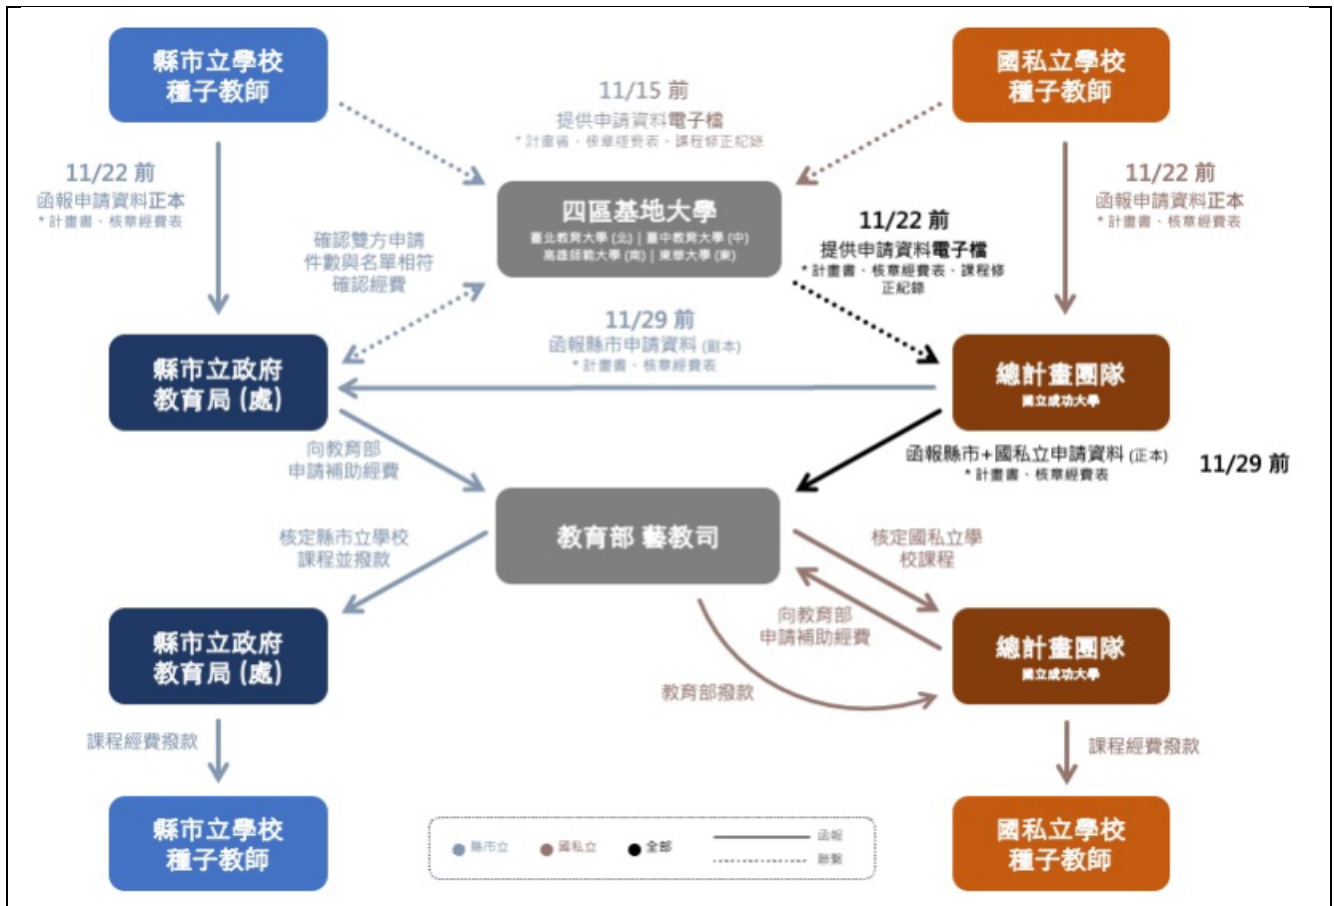 縣市立學校
種子教師
國私立學校
種子教師
11/15 前
提供申請資料電子檔
* 計畫書、核章經費表、課程修正紀錄
11/22 前
函報申請資料正本
* 計畫書、核章經費表
四區基地大學
臺北教育大學 (北) | 臺中教育大學 (中)
高雄師範大學 (南) | 東華大學 (東)
11/22 前
函報申請資料正本
* 計畫書、核章經費表
11/22 前
提供申請資料電子檔
* 計畫書、核章經費表、課程修
正紀錄
確認雙方申請
件數與名單相符
確認經費
11/29 前
函報縣市申請資料 (副本)
* 計畫書、核章經費表
縣市立政府
教育局 (處)
總計畫團隊
國立成功大學
向教育部
申請補助經費
函報縣市+國私立申請資料 (正本)
* 計畫書、核章經費表
11/29 前
教育部 藝教司
核定縣市立學校
課程並撥款
核定國私立學
校課程
向教育部
申請補助經費
縣市立政府
教育局 (處)
總計畫團隊
國立成功大學
教育部撥款
課程經費撥款
課程經費撥款
縣市立學校
種子教師
縣市立
國私立
全部
函報
聯繫
國私立學校
種子教師